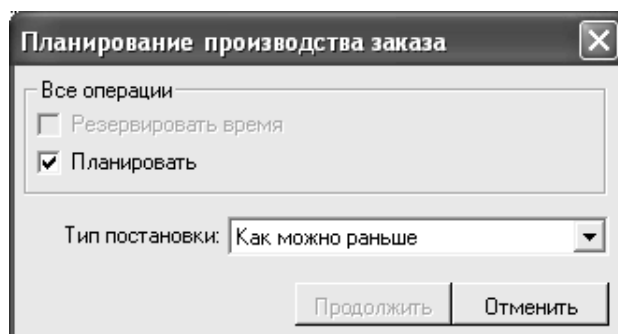 Планирование производства заказа
Все операции
Резервировать время
Планировать
Тип постановки: Как можно раньше
Продолжить Отменить